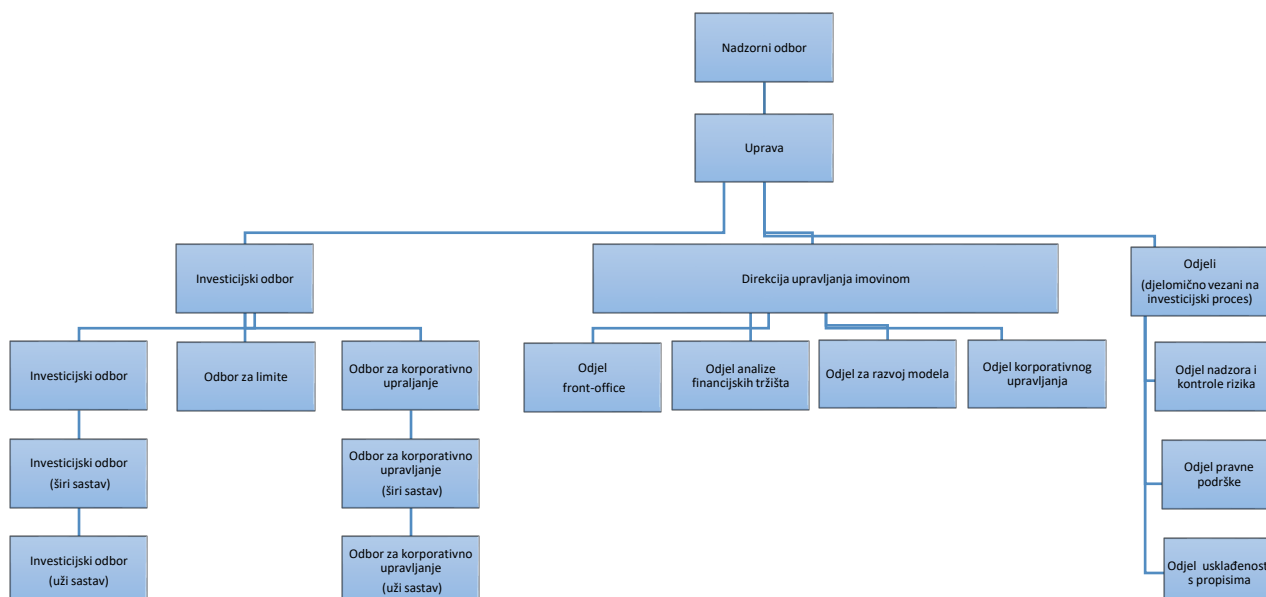 Nadzorni odbor
Uprava
Investicijski odbor
Direkcija upravljanja imovinom
Odjeli
(djelomično vezani na
investicijski proces)
Investicijski odbor
Odbor za limite
Odbor za korporativno
upraljanje
Odjel
front-office
Odjel analize
financijskih tržišta
Odjel za razvoj modela
Odjel korporativnog
upravljanja
Odjel nadzora i
kontrole rizika
Investicijski odbor
(širi sastav)
Odbor za korporativno
upravljanje
(širi sastav)
Odjel pravne
podrške
Investicijski odbor
(uži sastav)
Odbor za korporativno
upravljanje
(uži sastav)
Odjel usklađenost
s propisima